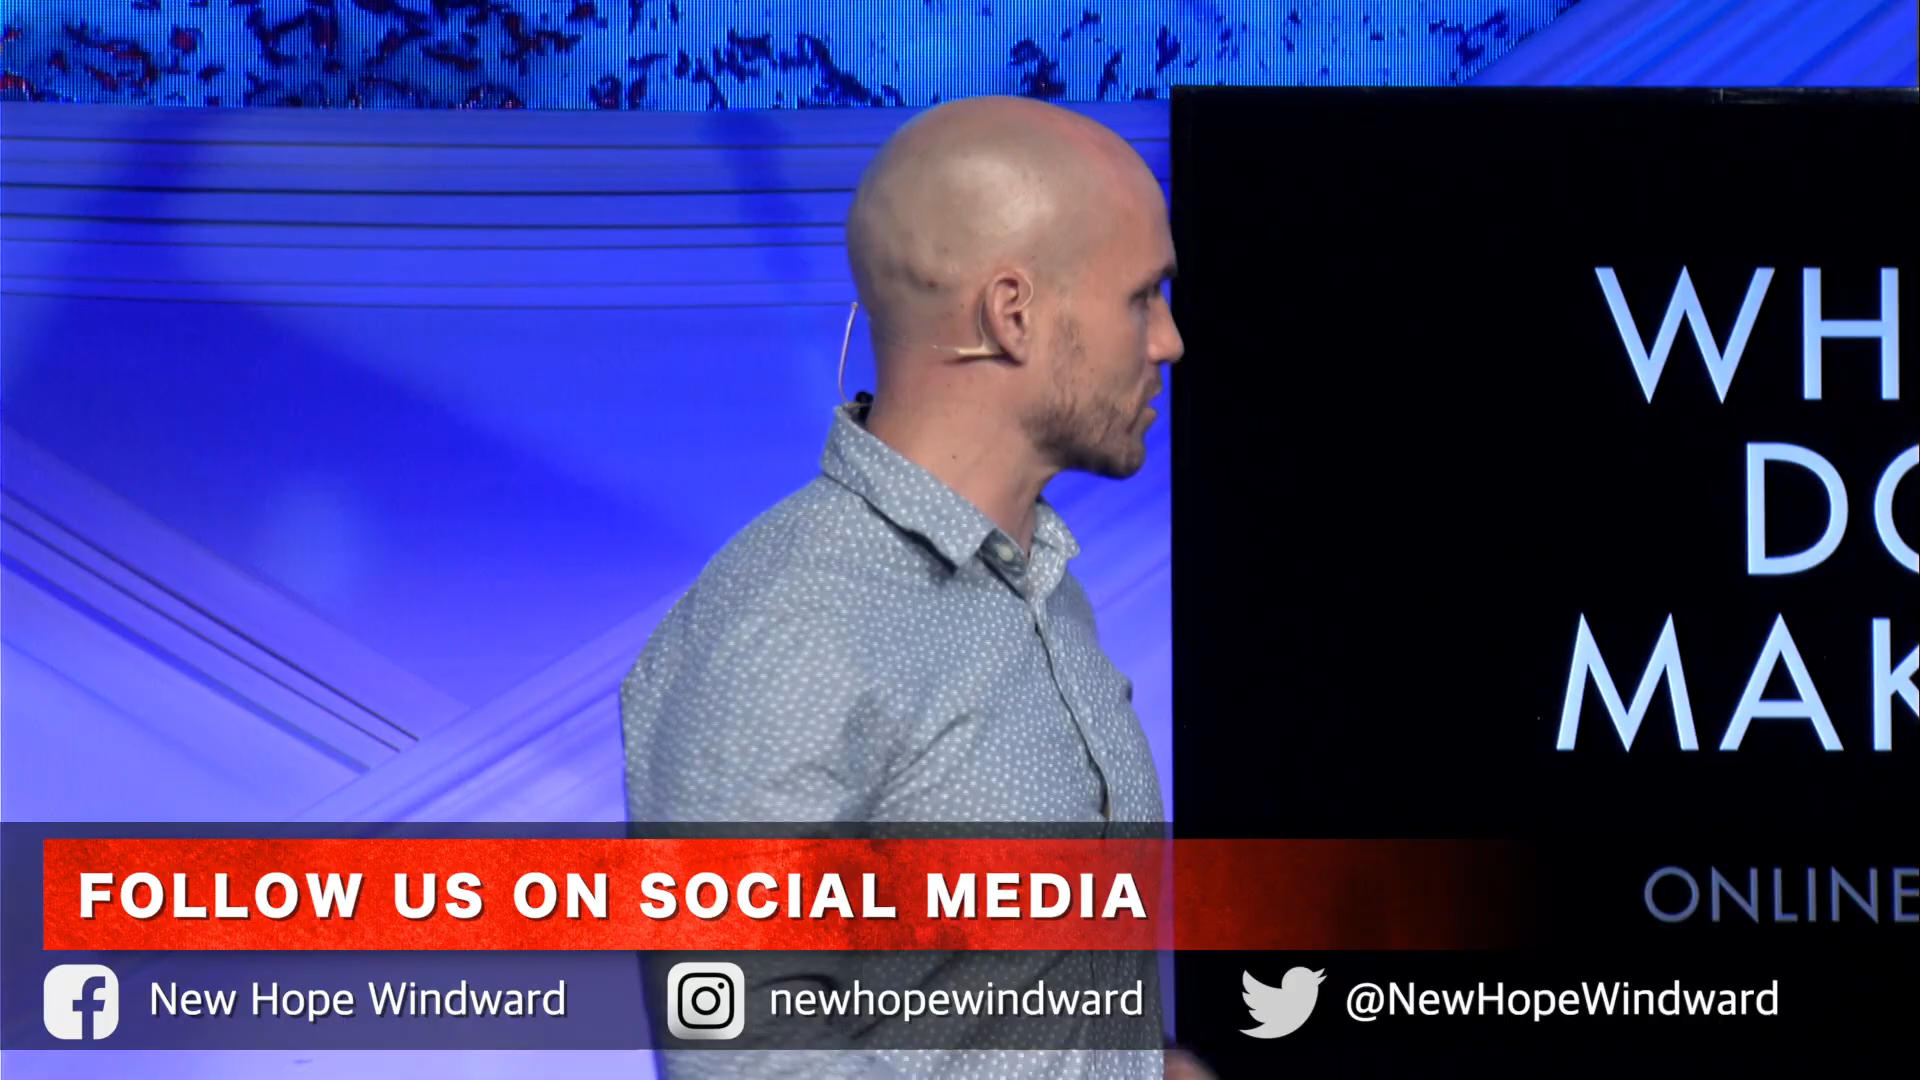 WH
DO
MAK
ONLINE
FOLLOW US ON SOCIAL MEDIA
New Hope Windward
newhopewindward
@NewHopeWindward